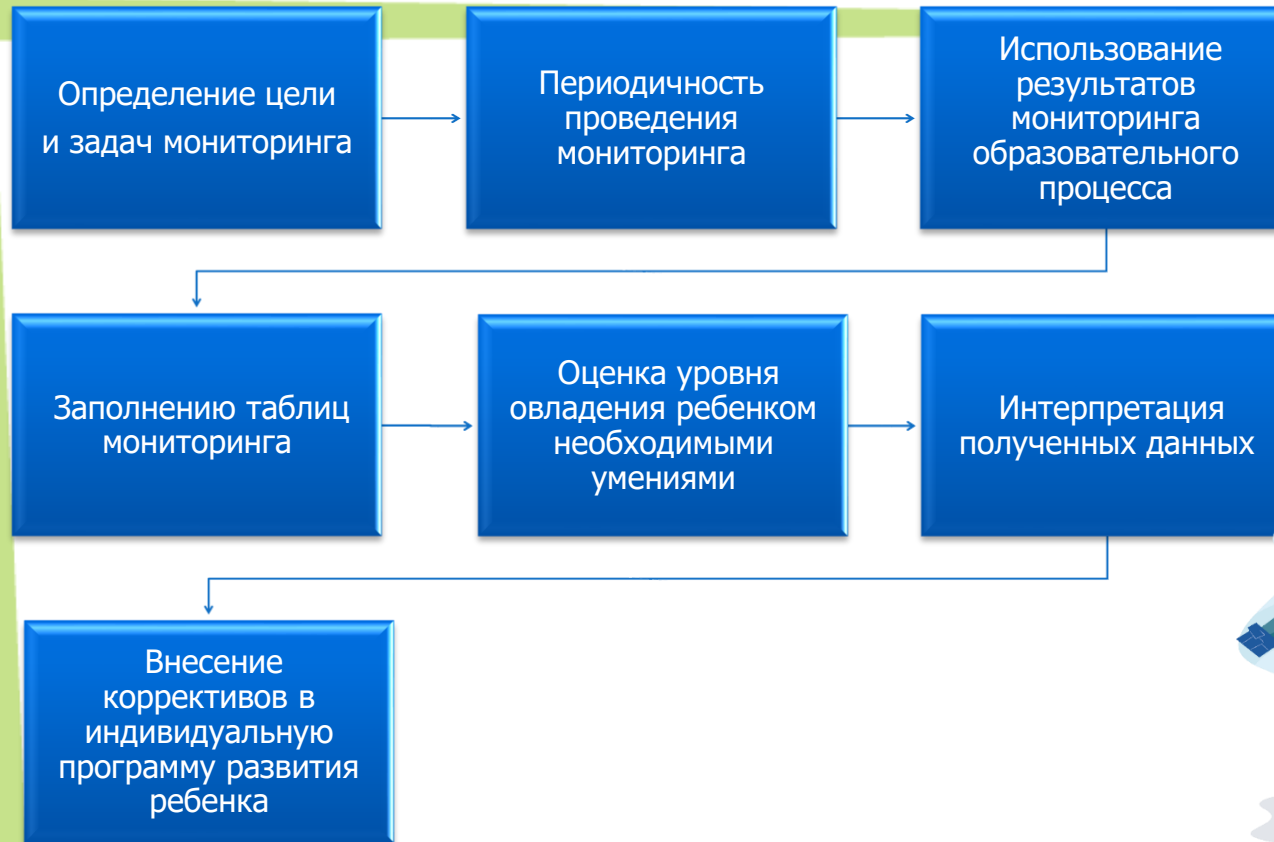 Определение цели
и задач мониторинга
Периодичность
проведения
мониторинга
Использование
результатов
мониторинга
образовательного
процесса
Заполнению таблиц
мониторинга
Оценка уровня
овладения ребенком
необходимыми
умениями
Интерпретация
полученных данных
Внесение
коррективов в
индивидуальную
программу развития
ребенка